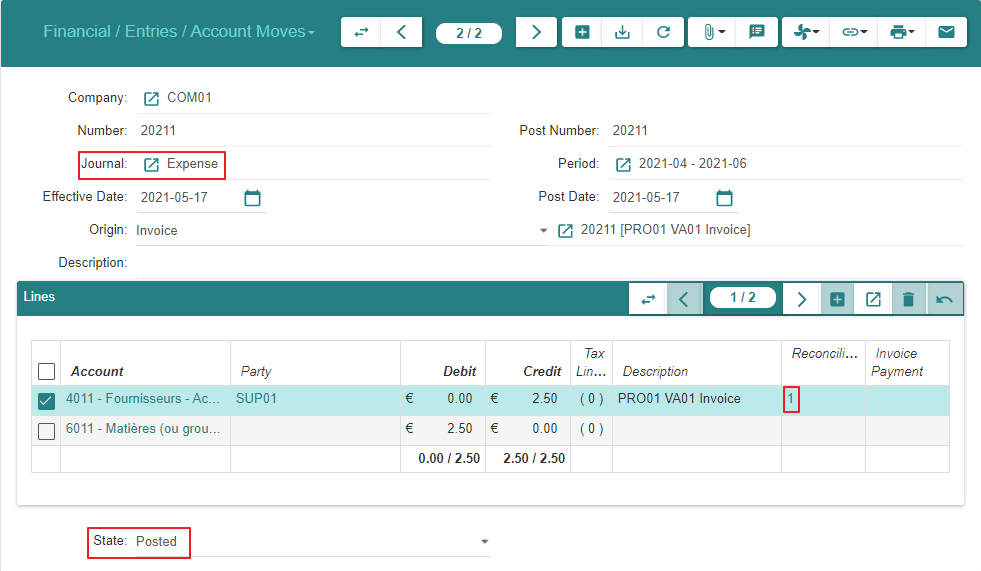 Financial / Entries / Account Moves
2 / 2
Company: COM01
Number: 20211
Post Number: 20211
Journal: Expense
Period: 2021-04 - 2021-06
Effective Date: 2021-05-17
Post Date: 2021-05-17
Origin: Invoice
20211 [PRO01 VA01 Invoice]
Description:
Lines
1 / 2
Account Party Debit Credit Tax Lin... Description Reconcili... Invoice Payment
4011 - Fournisseurs - Ac... SUP01 € 0.00 € 2.50 ( 0 ) PRO01 VA01 Invoice 1
6011 - Matières (ou grou... € 2.50 € 0.00 ( 0 )
0.00 / 2.50 2.50 / 2.50
State: Posted